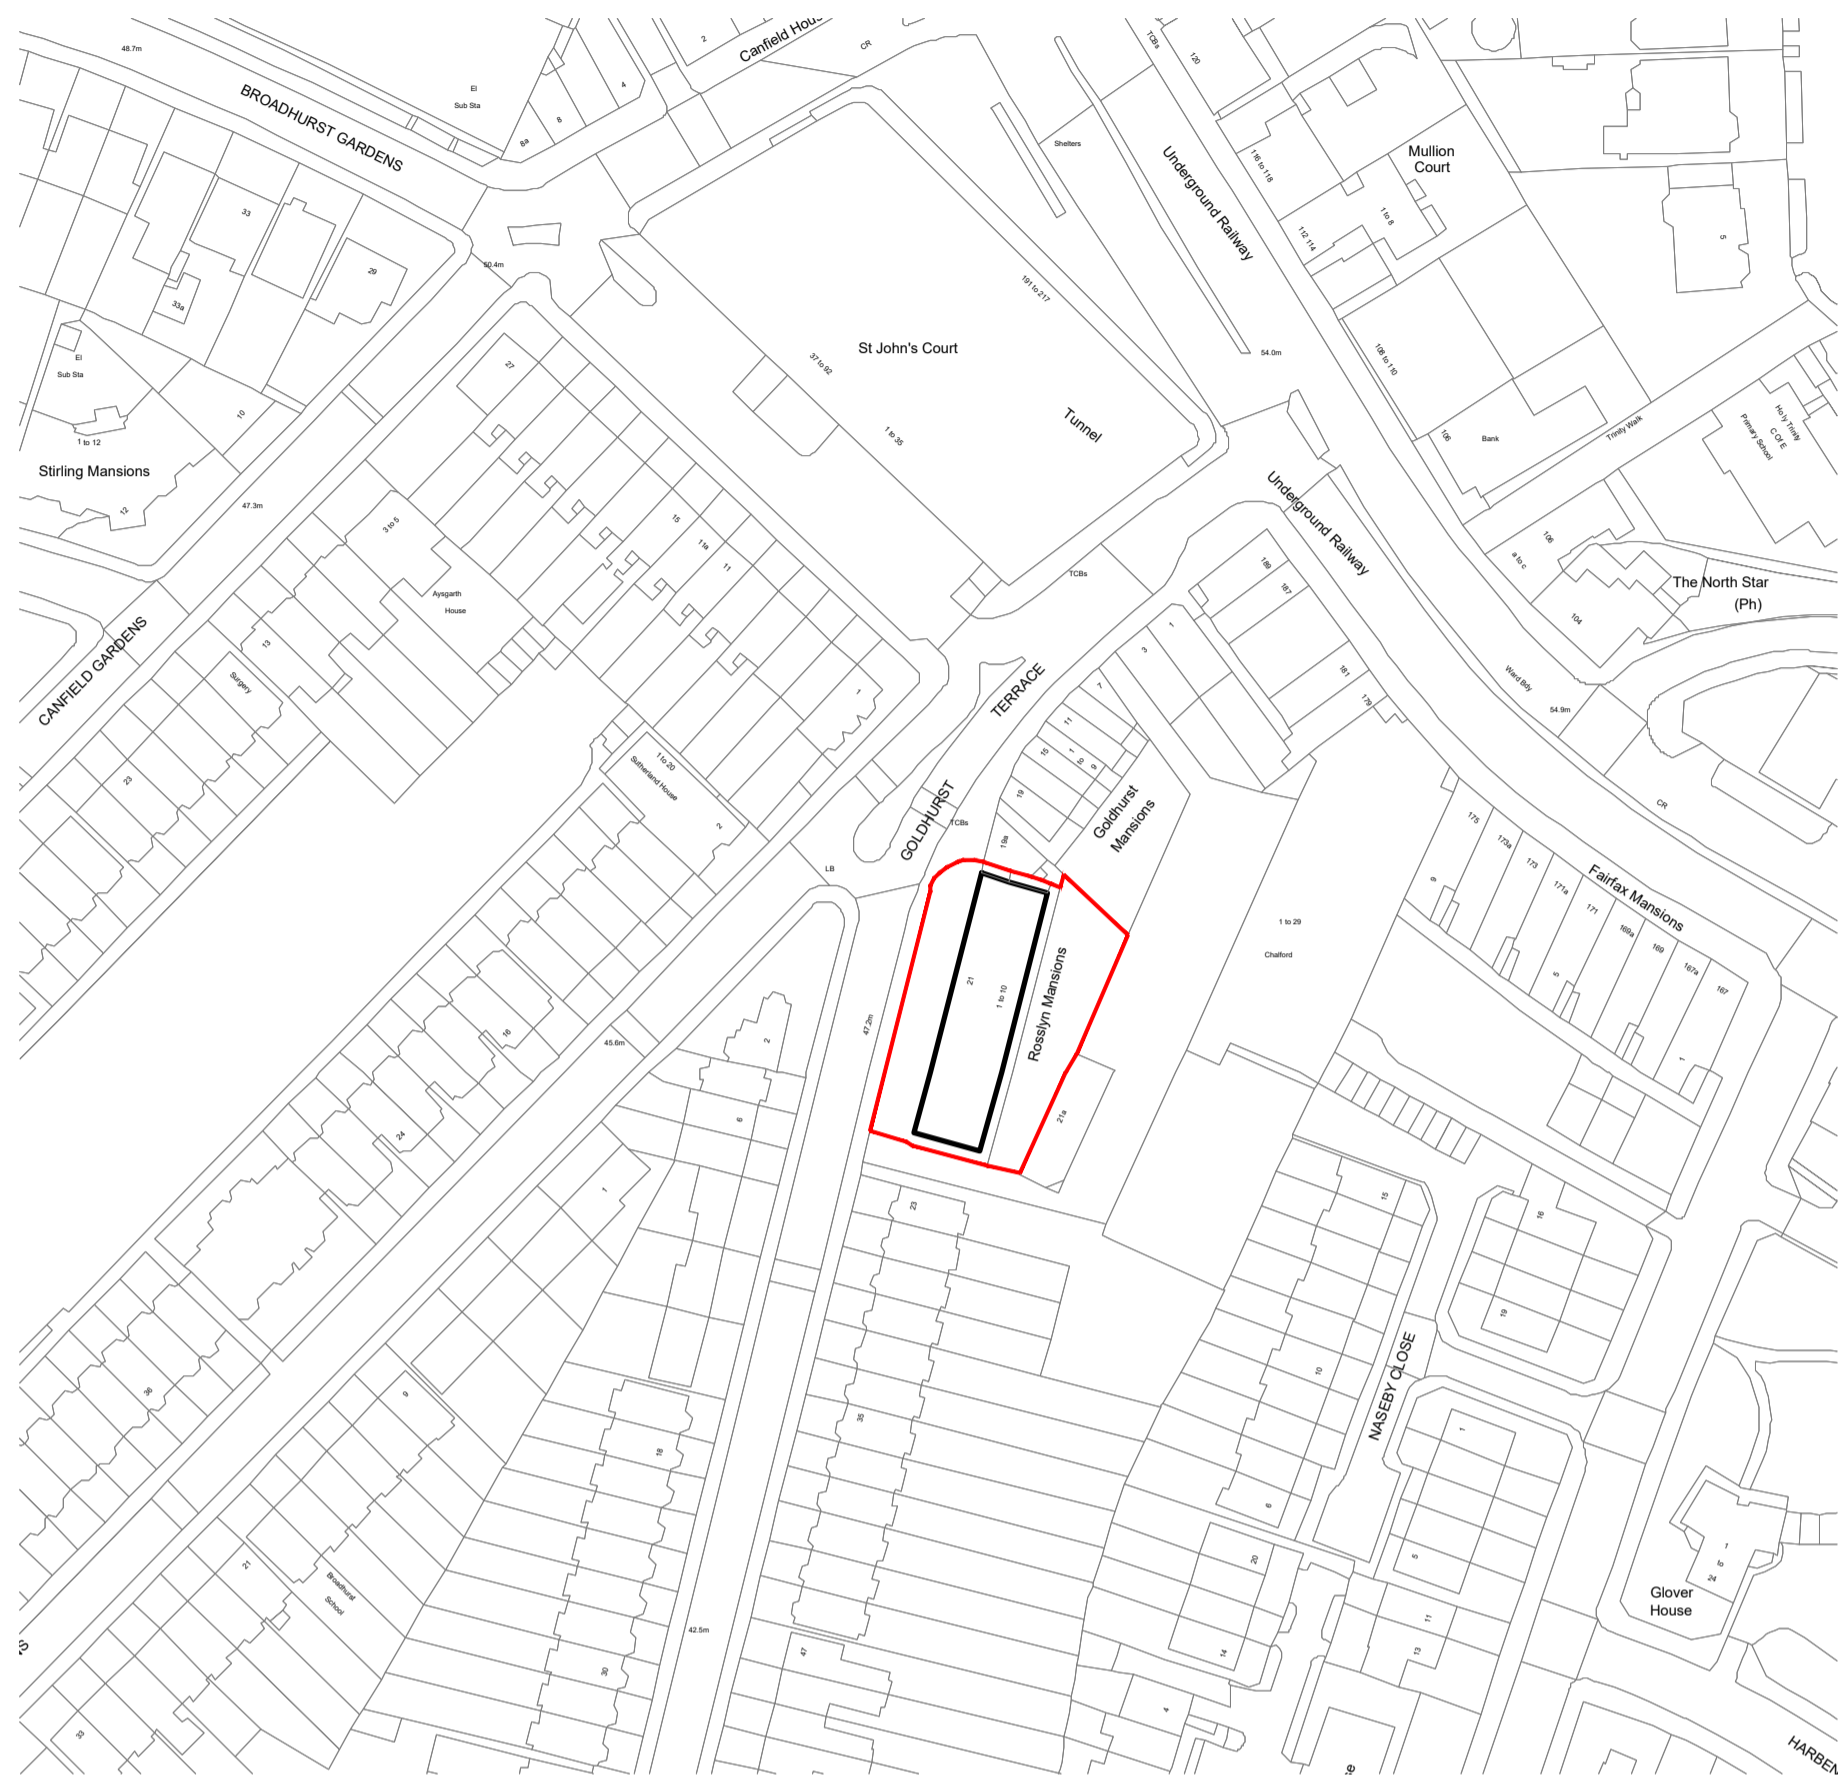 48.7m
BROADHURST GARDENS
El
Sub Sta
2
Canfield Hou
CR
4
8
8a
TCBs
120
Shelters
Underground Railway
116 to 118
Mullion
Court
1 to 8
112 114
5
33
33a
29
50.4m
191 to 217
St John's Court
37 to 92
1 to 35
Tunnel
54.0m
108 to 110
106
Bank
Trinity Walk
Holy Trinity
C Of E
Primary School
El
Sub Sta
10
1 to 12
Stirling Mansions
12
47.3m
27
3 to 5
15
11a
11
Aysgarth
House
TCBs
Underground Railway
189
187
181
179
106
a to c
The North Star
(Ph)
104
Ward Bdy
54.9m
CR
CANFIELD GARDENS
13
Surgery
23
1
1 to 20
Sutherland House
2
GOLDHURST TERRACE
TCBs
LB
1
3
7
11
15
19
1 to 9
19a
Goldhurst
Mansions
175
173a
173
171a
171
169a
169
167a
167
Fairfax Mansions
9
5
1
1 to 29
Chalford
21
1 to 10
Rosslyn Mansions
21a
47.2m
2
6
16
45.6m
24
1
23
15
16
19
10
NASEBY CLOSE
36
9
18
35
6
1
5
20
14
11
13
1
to
24
Glover
House
21
Broadhurst
School
30
42.5m
47
4
33
S
se
HARBEN